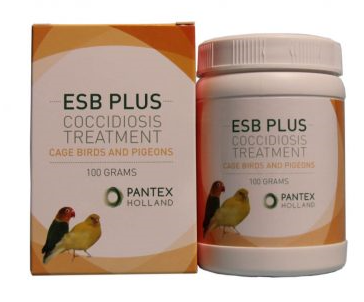 ESB PLUS
COCCIDIOSIS
TREATMENT
CAGE BIRDS AND PIGEONS
100 GRAMS
PANTEX
HOLLAND
ESB PLUS
COCCIDIOSIS
TREATMENT
CAGE BIRDS AND PIGEONS
100 GRAMS
PANTEX
HOLLAND